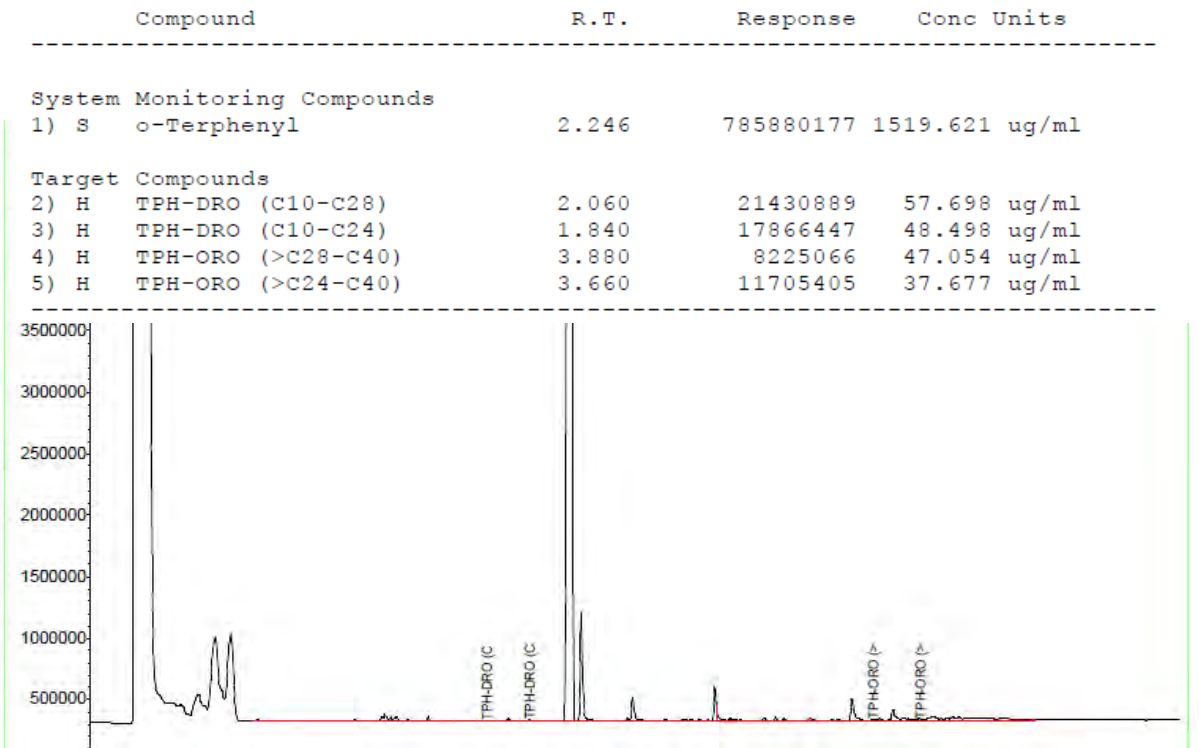 Compound R.T. Response Conc Units
System Monitoring Compounds
1) S o-Terphenyl 2.246 785880177 1519.621 ug/ml
Target Compounds
2) H TPH-DRO (C10-C28) 2.060 21430889 57.698 ug/ml
3) H TPH-DRO (C10-C24) 1.840 17866447 48.498 ug/ml
4) H TPH-ORO (>C28-C40) 3.880 8225066 47.054 ug/ml
5) H TPH-ORO (>C24-C40) 3.660 11705405 37.677 ug/ml
3500000
3000000
2500000
2000000
1500000
1000000
500000
TPH-DRO (C
TPH-DRO (C
TPH-ORO (>
TPH-ORO (>